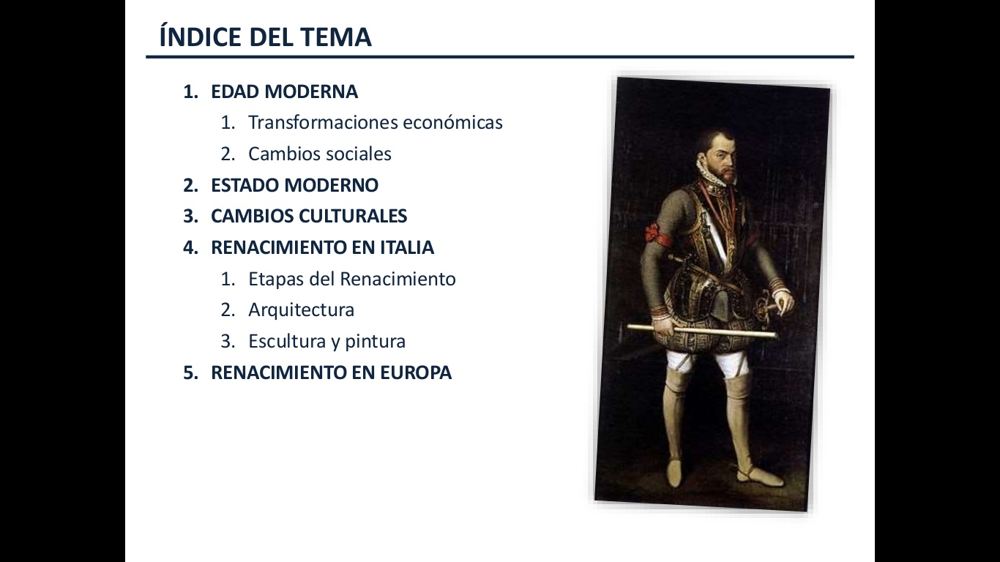 ÍNDICE DEL TEMA
1. EDAD MODERNA
1. Transformaciones económicas
2. Cambios sociales
2. ESTADO MODERNO
3. CAMBIOS CULTURALES
4. RENACIMIENTO EN ITALIA
1. Etapas del Renacimiento
2. Arquitectura
3. Escultura y pintura
5. RENACIMIENTO EN EUROPA